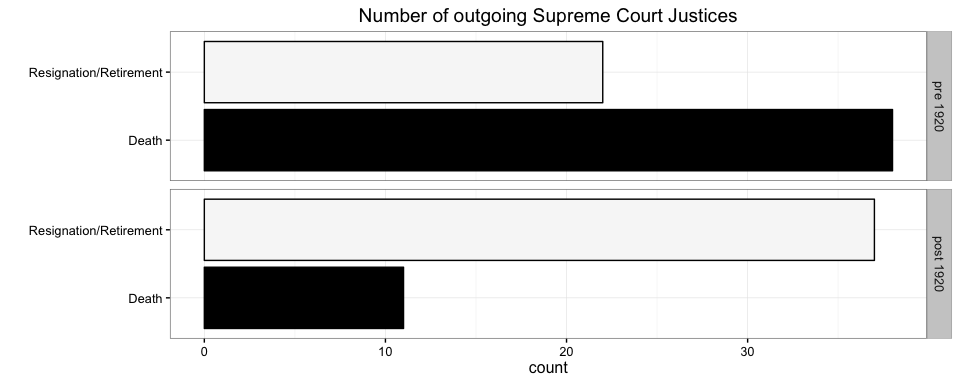 Number of outgoing Supreme Court Justices
Resignation/Retirement
Death
pre 1920
Resignation/Retirement
Death
post 1920
0 10 20 30
count